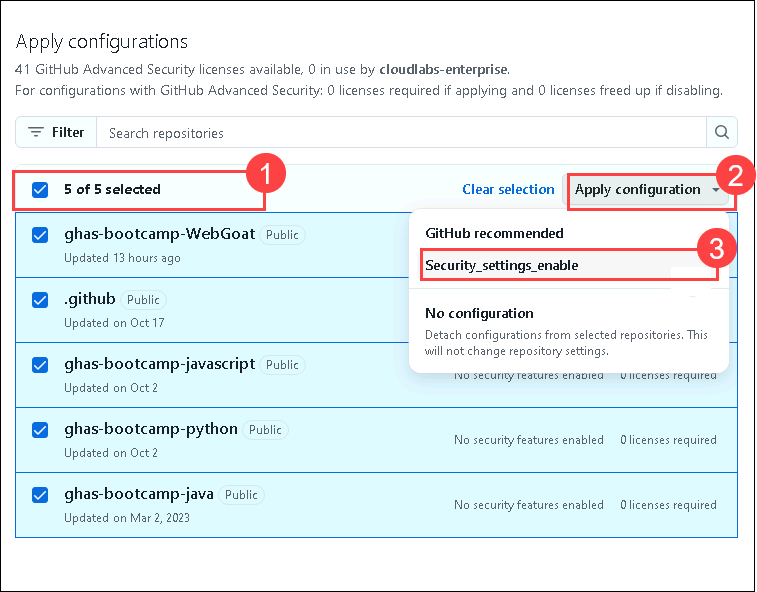 Apply configurations
41 GitHub Advanced Security licenses available, 0 in use by cloudlabs-enterprise.
For configurations with GitHub Advanced Security: 0 licenses required if applying and 0 licenses freed up if disabling.
Filter Search repositories
1
5 of 5 selected Clear selection Apply configuration 2
ghas-bootcamp-WebGoat Public
Updated 13 hours ago
GitHub recommended
Security_settings_enable 3
No configuration
Detach configurations from selected repositories. This
will not change repository settings.
.github Public
Updated on Oct 17
ghas-bootcamp-javascript Public
Updated on Oct 2
No security features enabled 0 licenses required
ghas-bootcamp-python Public
Updated on Oct 2
No security features enabled 0 licenses required
ghas-bootcamp-java Public
Updated on Mar 2, 2023
No security features enabled 0 licenses required